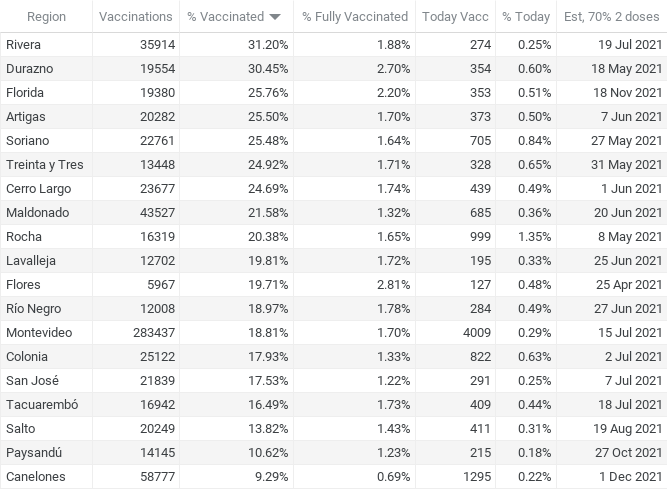 Region Vaccinations % Vaccinated % Fully Vaccinated Today Vacc % Today Est, 70% 2 doses
Rivera 35914 31.20% 1.88% 274 0.25% 19 Jul 2021
Durazno 19554 30.45% 2.70% 354 0.60% 18 May 2021
Florida 19380 25.76% 2.20% 353 0.51% 18 Nov 2021
Artigas 20282 25.50% 1.70% 373 0.50% 7 Jun 2021
Soriano 22761 25.48% 1.64% 705 0.84% 27 May 2021
Treinta y Tres 13448 24.92% 1.71% 328 0.65% 31 May 2021
Cerro Largo 23677 24.69% 1.74% 439 0.49% 1 Jun 2021
Maldonado 43527 21.58% 1.32% 685 0.36% 20 Jun 2021
Rocha 16319 20.38% 1.65% 999 1.35% 8 May 2021
Lavalleja 12702 19.81% 1.72% 195 0.33% 25 Jun 2021
Flores 5967 19.71% 2.81% 127 0.48% 25 Apr 2021
Río Negro 12008 18.97% 1.78% 284 0.49% 27 Jun 2021
Montevideo 283437 18.81% 1.70% 4009 0.29% 15 Jul 2021
Colonia 25122 17.93% 1.33% 822 0.63% 2 Jul 2021
San José 21839 17.53% 1.22% 291 0.25% 7 Jul 2021
Tacuarembó 16942 16.49% 1.73% 409 0.44% 18 Jul 2021
Salto 20249 13.82% 1.43% 411 0.31% 19 Aug 2021
Paysandú 14145 10.62% 1.23% 215 0.18% 27 Oct 2021
Canelones 58777 9.29% 0.69% 1295 0.22% 1 Dec 2021